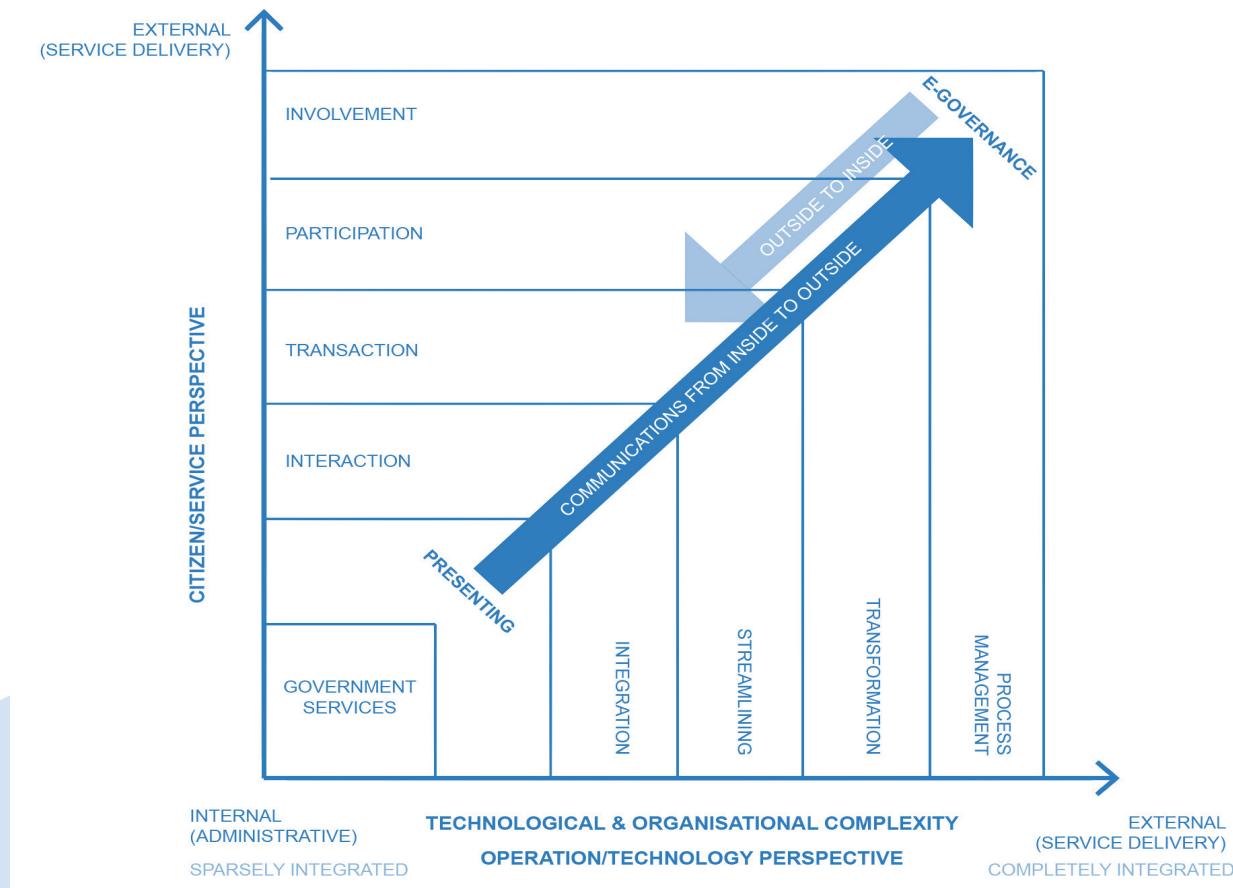 EXTERNAL
(SERVICE DELIVERY)
INVOLVEMENT
PARTICIPATION
TRANSACTION
INTERACTION
CITIZEN/SERVICE PERSPECTIVE
E-GOVERNANCE
OUTSIDE TO INSIDE
COMMUNICATIONS FROM INSIDE TO OUTSIDE
PRESENTING
GOVERNMENT
SERVICES
INTEGRATION
STREAMLINING
TRANSFORMATION
PROCESS
MANAGEMENT
INTERNAL
(ADMINISTRATIVE)
SPARSELY INTEGRATED
TECHNOLOGICAL & ORGANISATIONAL COMPLEXITY
OPERATION/TECHNOLOGY PERSPECTIVE
EXTERNAL
(SERVICE DELIVERY)
COMPLETELY INTEGRATED